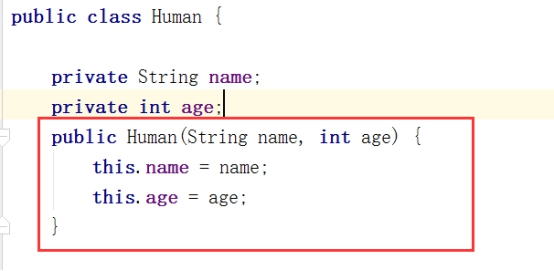 public class Human {
private String name;
private int age;
public Human(String name, int age) {
this.name = name;
this.age = age;
}